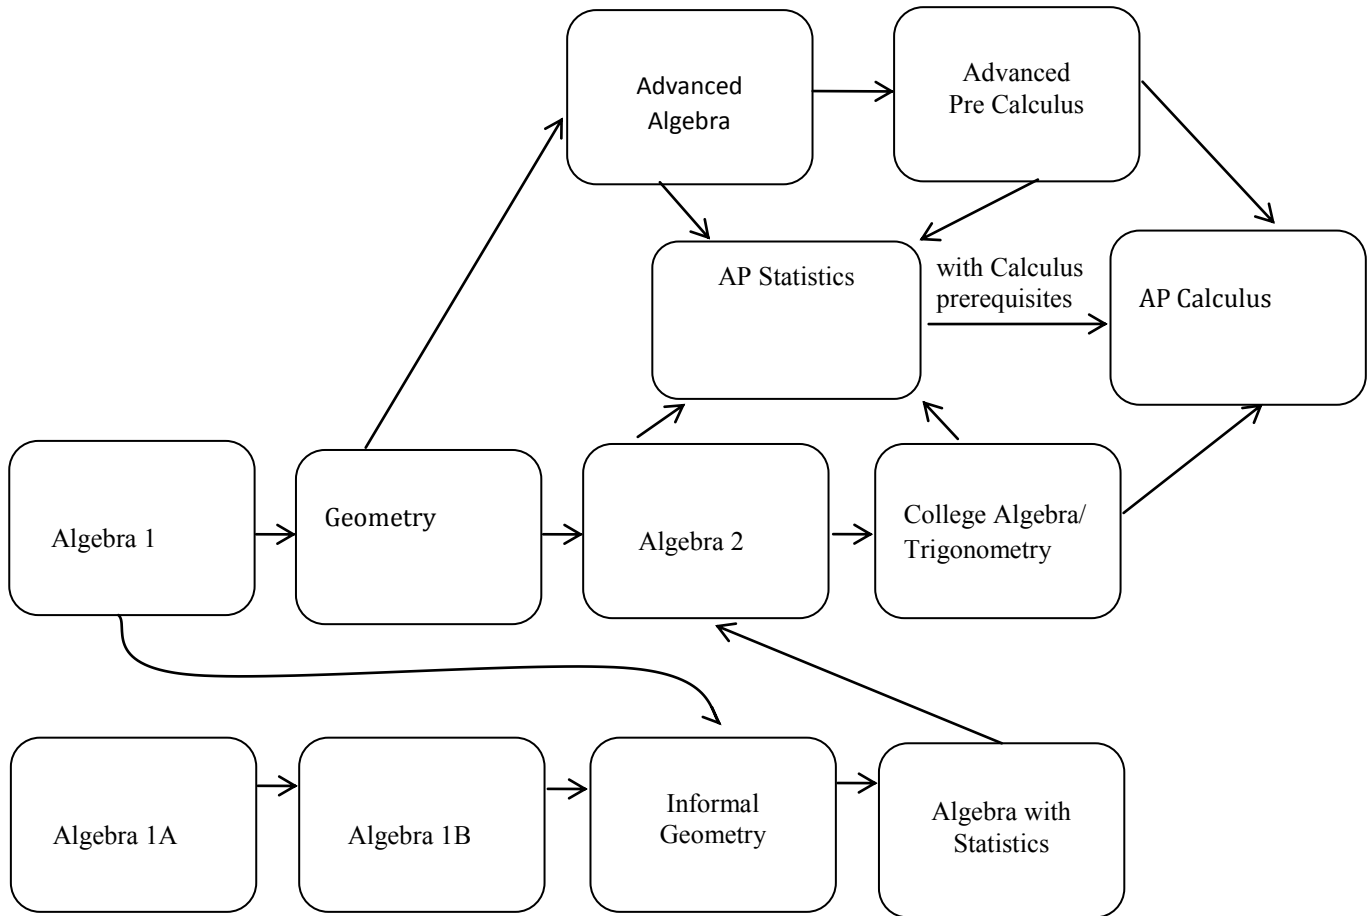 Advanced
Algebra
Advanced
Pre Calculus
AP Statistics
with Calculus
prerequisites
AP Calculus
Algebra 1
Geometry
Algebra 2
College Algebra/
Trigonometry
Algebra 1A
Algebra 1B
Informal
Geometry
Algebra with
Statistics